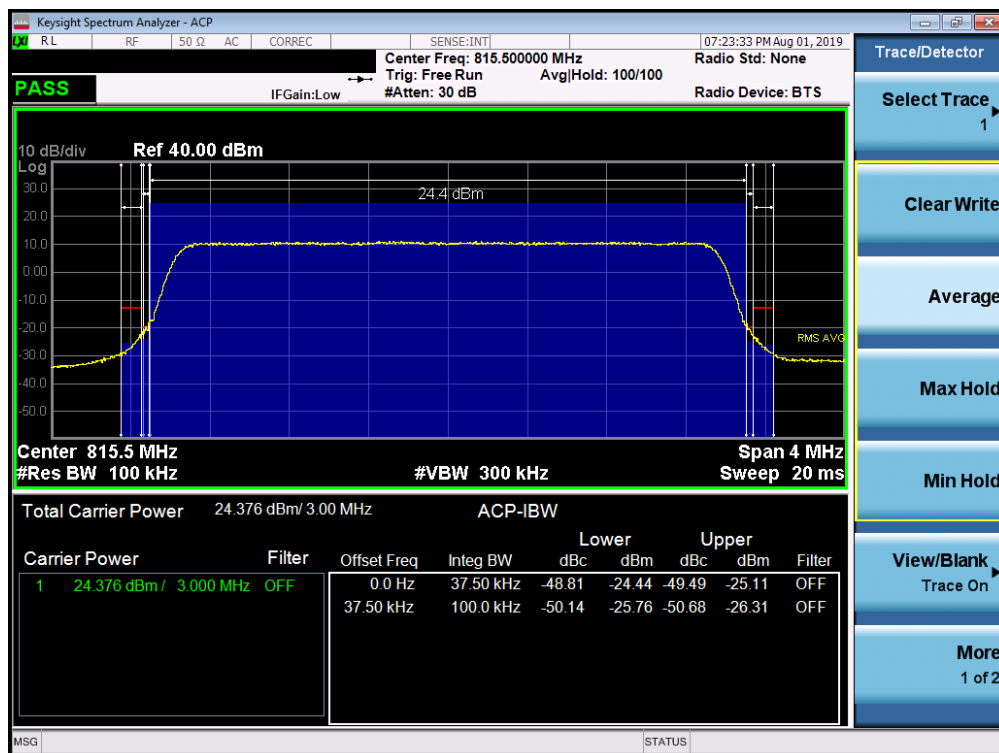 Keysight Spectrum Analyzer - ACP
LXI RL RF 50 Ω AC CORREC SENSE:INT 07:23:33 PM Aug 01, 2019
Center Freq: 815.500000 MHz Radio Std: None
Trig: Free Run Avg|Hold: 100/100
PASS IFGain:Low #Atten: 30 dB Radio Device: BTS
10 dB/div Ref 40.00 dBm
Log
30.0
24.4 dBm
20.0
10.0
0.00
-10.0
-20.0
RMS AVG
-30.0
-40.0
-50.0
Center 815.5 MHz Span 4 MHz
#Res BW 100 kHz #VBW 300 kHz Sweep 20 ms
Total Carrier Power 24.376 dBm/ 3.00 MHz ACP-IBW
Lower Upper
Carrier Power Filter Offset Freq Integ BW dBc dBm dBc dBm Filter
1 24.376 dBm / 3.000 MHz OFF 0.0 Hz 37.50 kHz -48.81 -24.44 -49.49 -25.11 OFF
37.50 kHz 100.0 kHz -50.14 -25.76 -50.68 -26.31 OFF
MSG STATUS
Trace/Detector
Select Trace
1
Clear Write
Average
Max Hold
Min Hold
View/Blank
Trace On
More
1 of 2